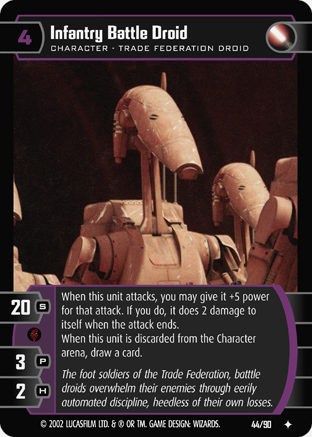 4 Infantry Battle Droid
CHARACTER - TRADE FEDERATION DROID
20 S
3 P
2 H
When this unit attacks, you may give it +5 power
for that attack. If you do, it does 2 damage to
itself when the attack ends.
When this unit is discarded from the Character
arena, draw a card.
The foot soldiers of the Trade Federation, batttle
droids overwhelm their enemies through eerily
automated discipline, heedless of their own losses.
© 2002 LUCASFILM LTD. & ® OR TM. GAME DESIGN: WIZARDS. 44/90